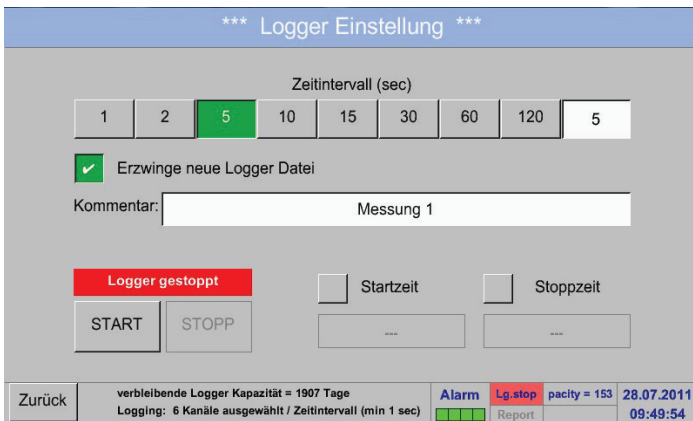 *** Logger Einstellung ***
Zeitintervall (sec)
1 2 5 10 15 30 60 120 5
Erzwinge neue Logger Datei
Kommentar: Messung 1
Logger gestoppt
Startzeit Stoppzeit
START STOPP --- ---
Zurück
verbleibende Logger Kapazität = 1907 Tage
Logging: 6 Kanäle ausgewählt / Zeitintervall (min 1 sec)
Alarm
Lg.stop pacity = 153
Report
28.07.2011
09:49:54